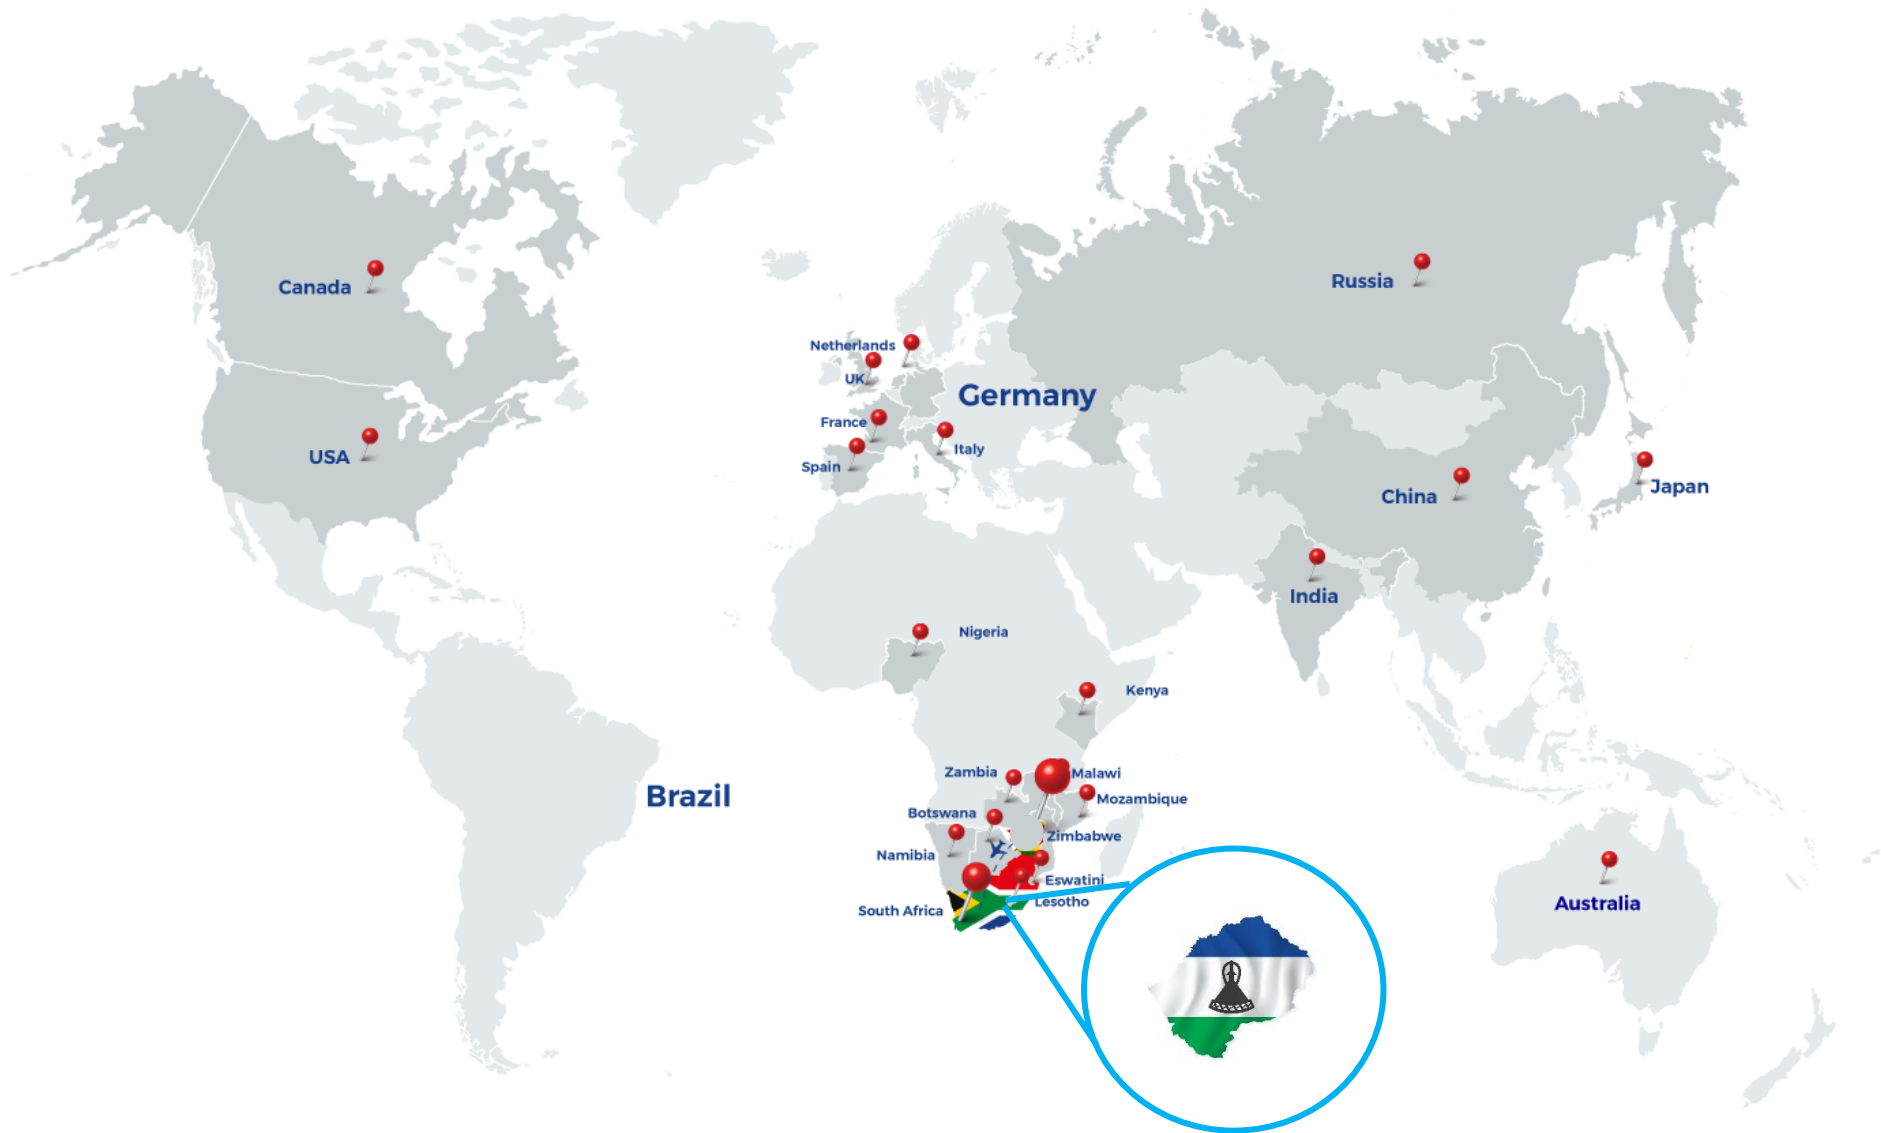 Canada
Russia
Netherlands
UK
Germany
France
Italy
USA
Spain
Japan
China
India
Nigeria
Kenya
Zambia
Malawi
Brazil
Mozambique
Botswana
Zimbabwe
Namibia
Eswatini
Lesotho
South Africa
Australia